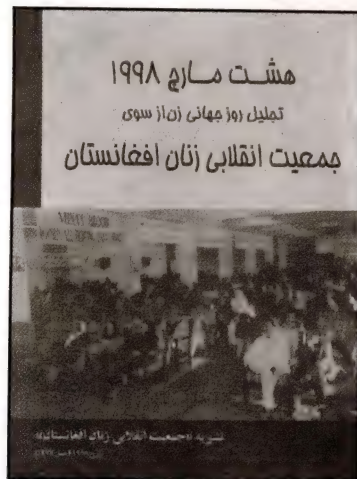 هشت مارچ ۱۹۹۸
تجلیل روز جهانی زن از سوی
جمعیت انقلابی زنان افغانستان
نشریه «جمعیت انقلابی زنان افغانستان»